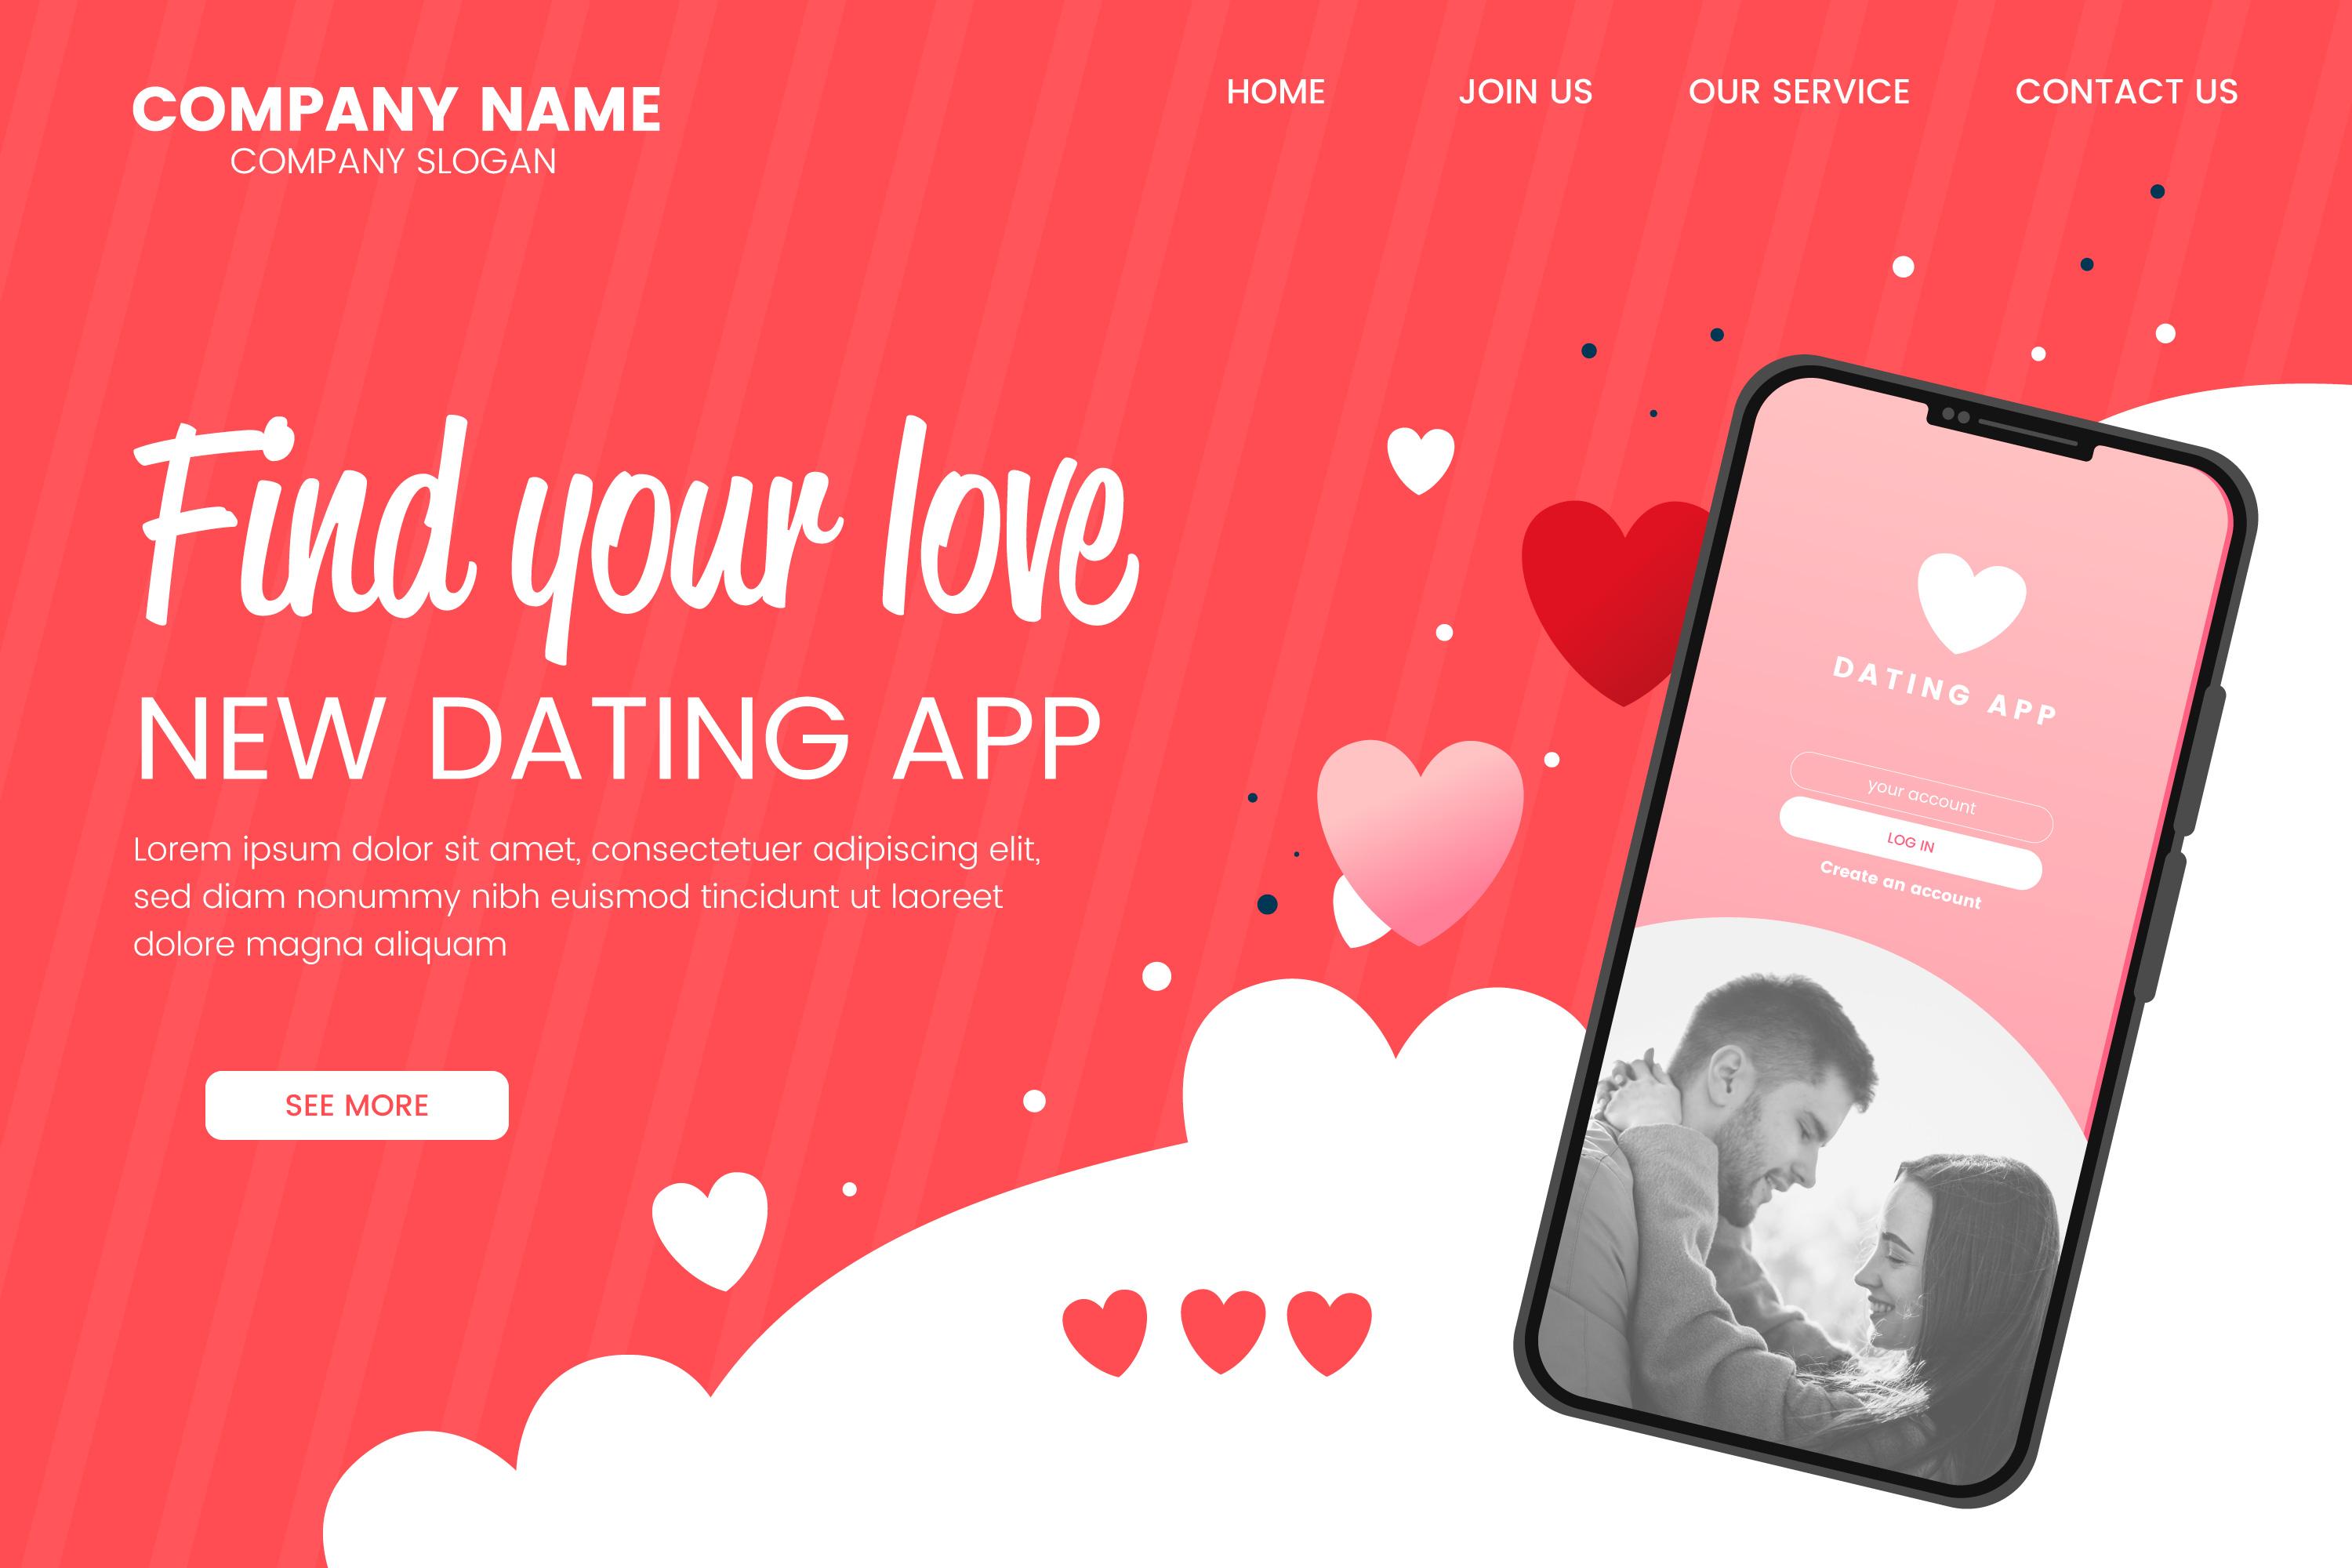 COMPANY NAME
COMPANY SLOGAN
HOME
JOIN US
OUR SERVICE
CONTACT US
Find your love
NEW DATING APP
Lorem ipsum dolor sit amet, consectetuer adipiscing elit,
sed diam nonummy nibh euismod tincidunt ut laoreet
dolore magna aliquam
SEE MORE
DATING APP
your account
LOG IN
Create an account